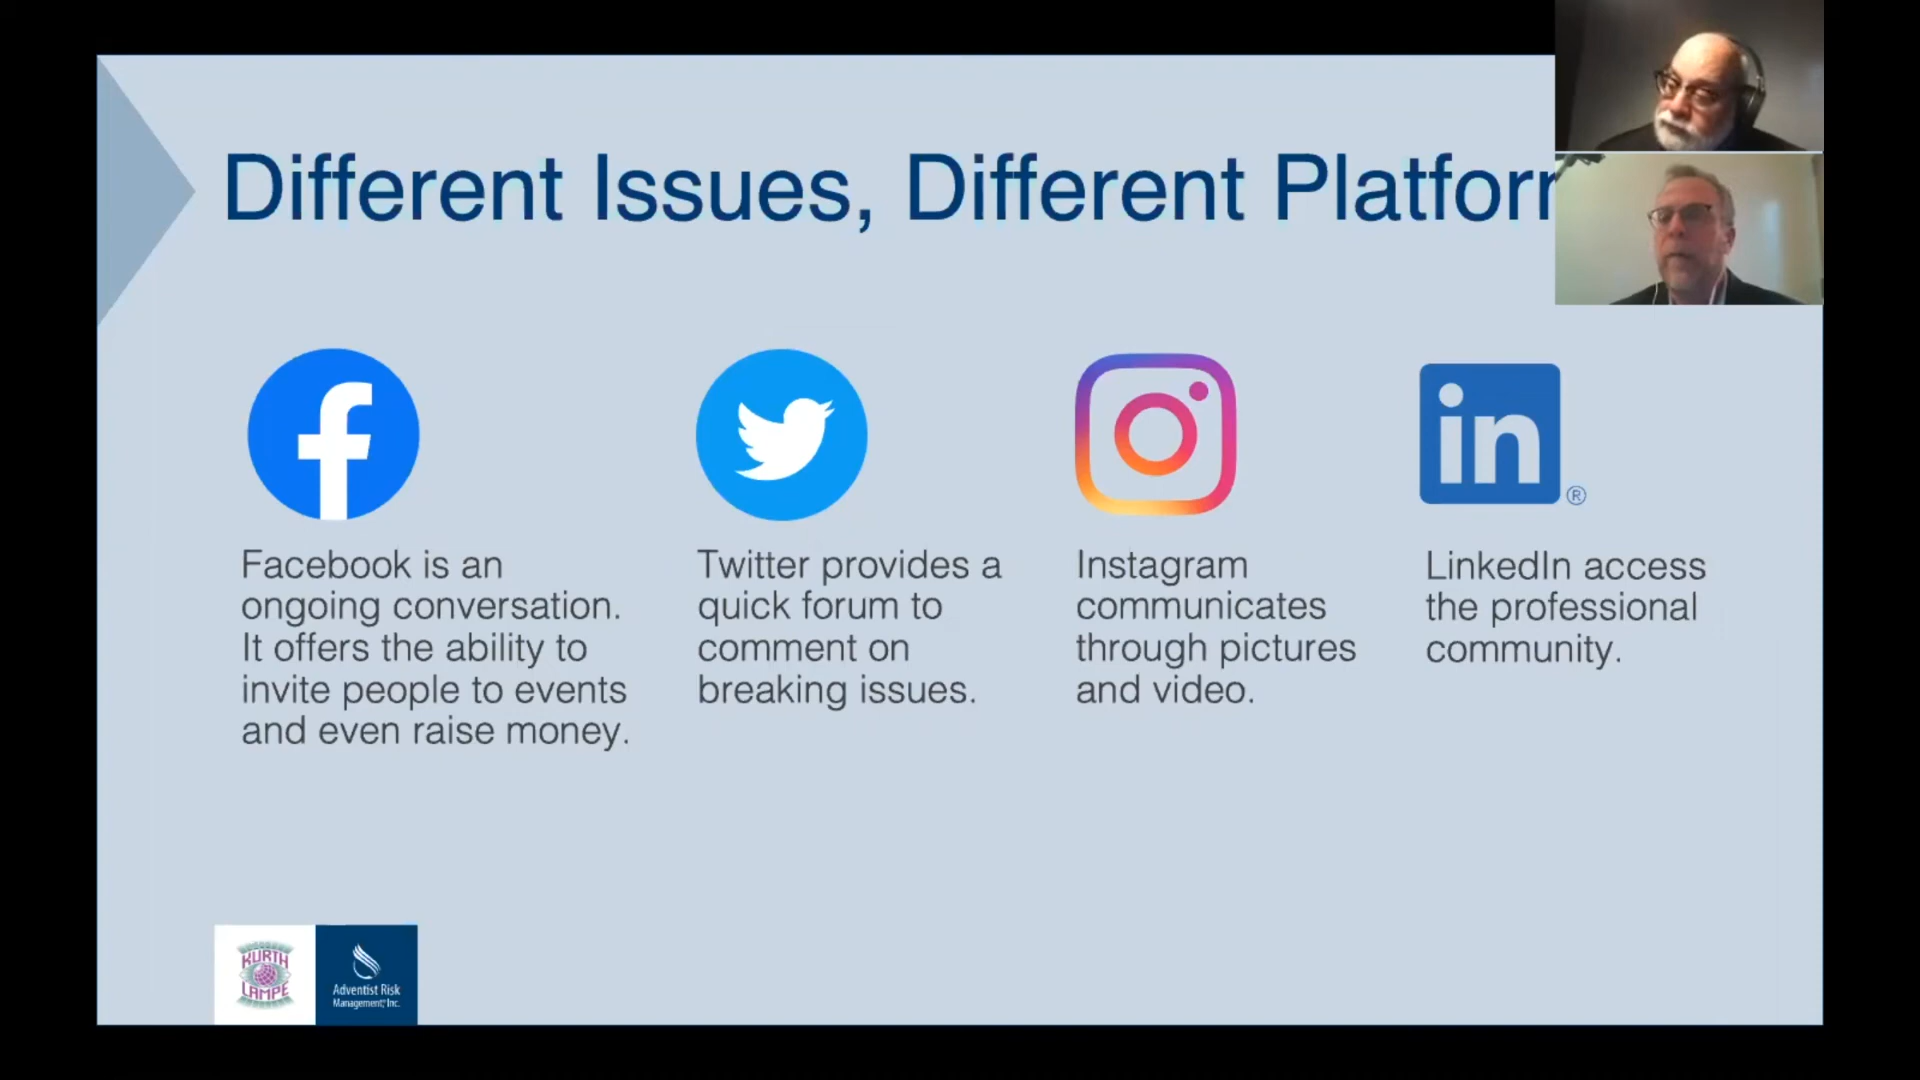 Different Issues, Different Platfor
f
in
®
Facebook is an
ongoing conversation.
It offers the ability to
invite people to events
and even raise money.
Twitter provides a
quick forum to
comment on
breaking issues.
Instagram
communicates
through pictures
and video.
LinkedIn access
the professional
community.
KURTH
LAMPE
Adventist Risk
Management, Inc.